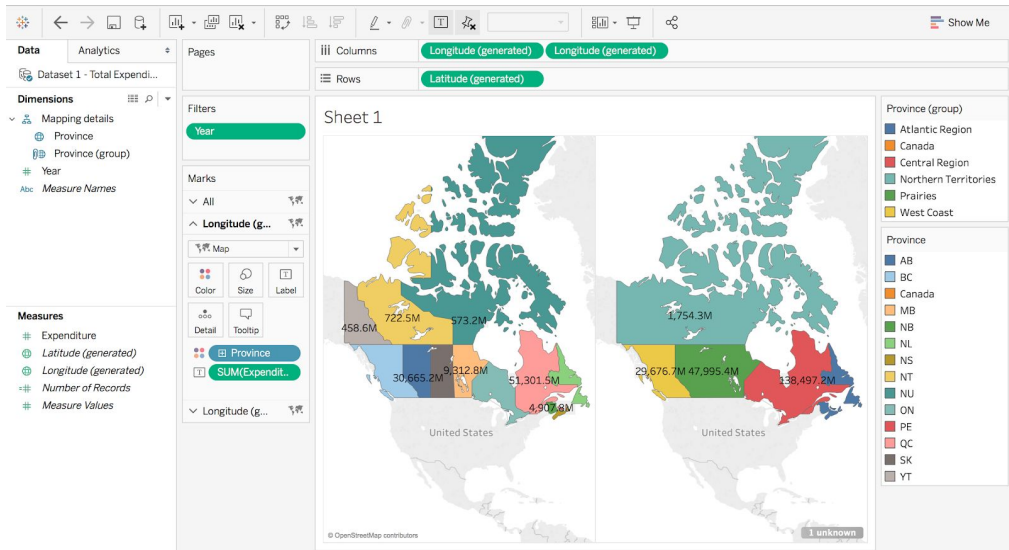 Show Me
Data Analytics
Pages
iii Columns Longitude (generated) Longitude (generated)
Dataset 1 - Total Expendi...
Rows Latitude (generated)
Dimensions
Mapping details
Province
Province (group)
# Year
Abc Measure Names
Filters
Year
Marks
All
Longitude (g...
Map
Color Size Label
Detail Tooltip
Province
SUM(Expendit..
Longitude (g...
Measures
# Expenditure
Latitude (generated)
Longitude (generated)
=# Number of Records
# Measure Values
Sheet 1
458.6M 722.5M 573.2M
30,665.2M 9,312.8M 51,301.5M
4,907.8M
United States
© OpenStreetMap contributors
1,754.3M
29,676.7M 47,995.4M 138,497.2M
United States
1 unknown
Province (group)
Atlantic Region
Canada
Central Region
Northern Territories
Prairies
West Coast
Province
AB
BC
Canada
MB
NB
NL
NS
NT
NU
ON
PE
QC
SK
YT